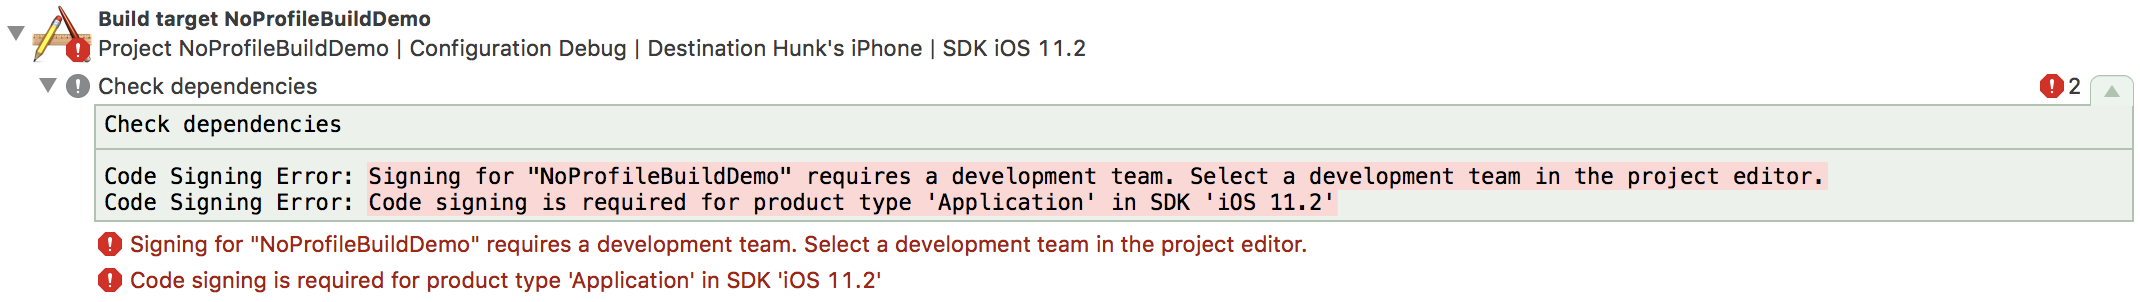 Build target NoProfileBuildDemo
Project NoProfileBuildDemo | Configuration Debug | Destination Hunk's iPhone | SDK iOS 11.2
Check dependencies
2
Check dependencies
Code Signing Error: Signing for "NoProfileBuildDemo" requires a development team. Select a development team in the project editor.
Code Signing Error: Code signing is required for product type 'Application' in SDK 'iOS 11.2'
Signing for "NoProfileBuildDemo" requires a development team. Select a development team in the project editor.
Code signing is required for product type 'Application' in SDK 'iOS 11.2'